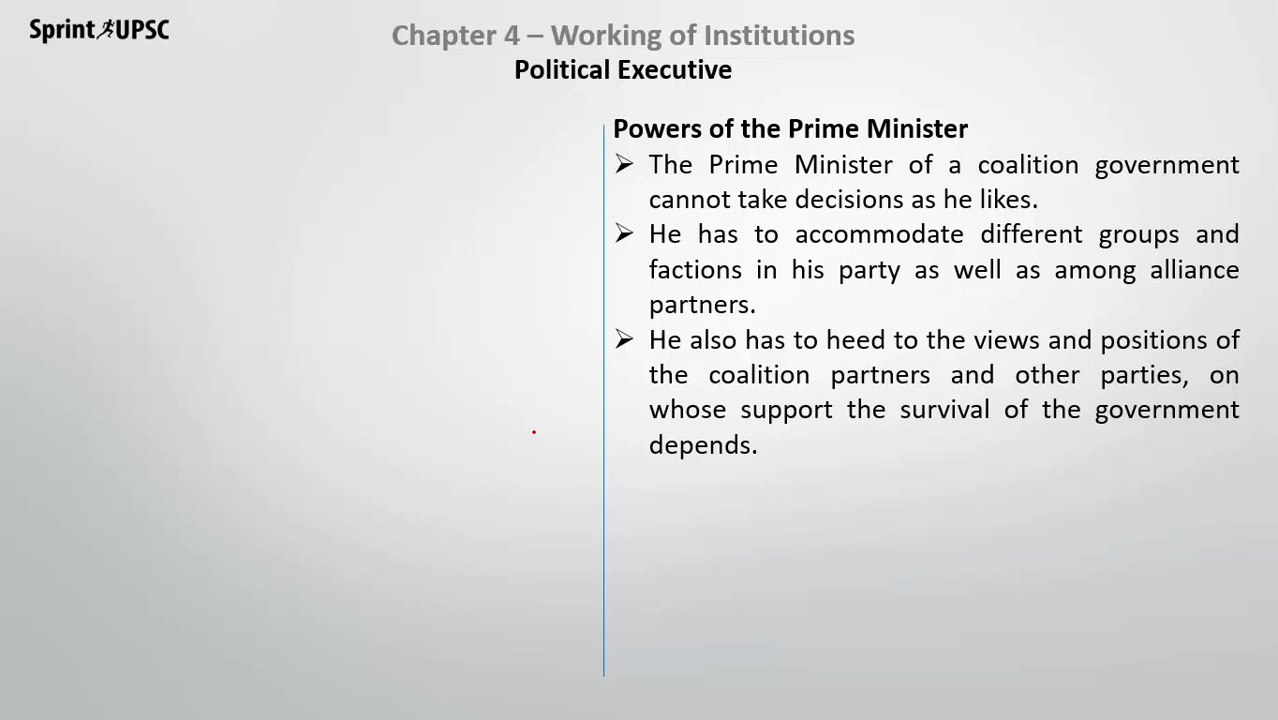 Sprint UPSC
Chapter 4 – Working of Institutions
Political Executive
Powers of the Prime Minister
➢ The Prime Minister of a coalition government
cannot take decisions as he likes.
➢ He has to accommodate different groups and
factions in his party as well as among alliance
partners.
➢ He also has to heed to the views and positions of
the coalition partners and other parties, on
whose support the survival of the government
depends.